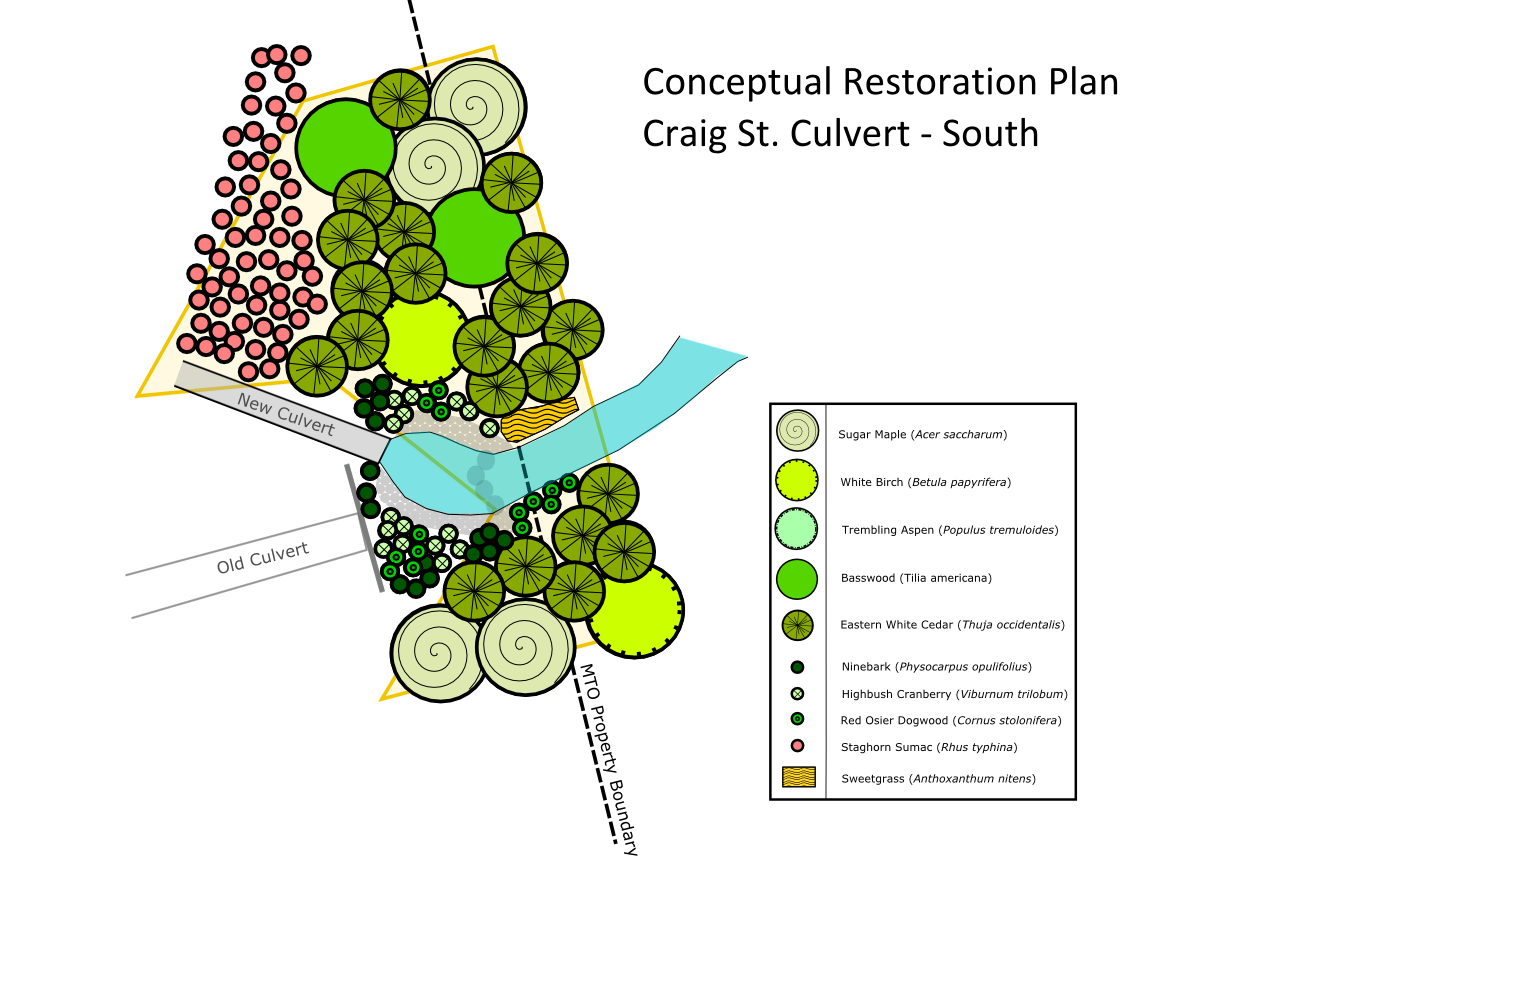 Conceptual Restoration Plan
Craig St. Culvert - South
New Culvert
Old Culvert
MTO Property Boundary
Sugar Maple (Acer saccharum)
White Birch (Betula papyrifera)
Trembling Aspen (Populus tremuloides)
Basswood (Tilia americana)
Eastern White Cedar (Thuja occidentalis)
Ninebark (Physocarpus opulifolius)
Highbush Cranberry (Viburnum trilobum)
Red Osier Dogwood (Cornus stolonifera)
Staghorn Sumac (Rhus typhina)
Sweetgrass (Anthoxanthum nitens)